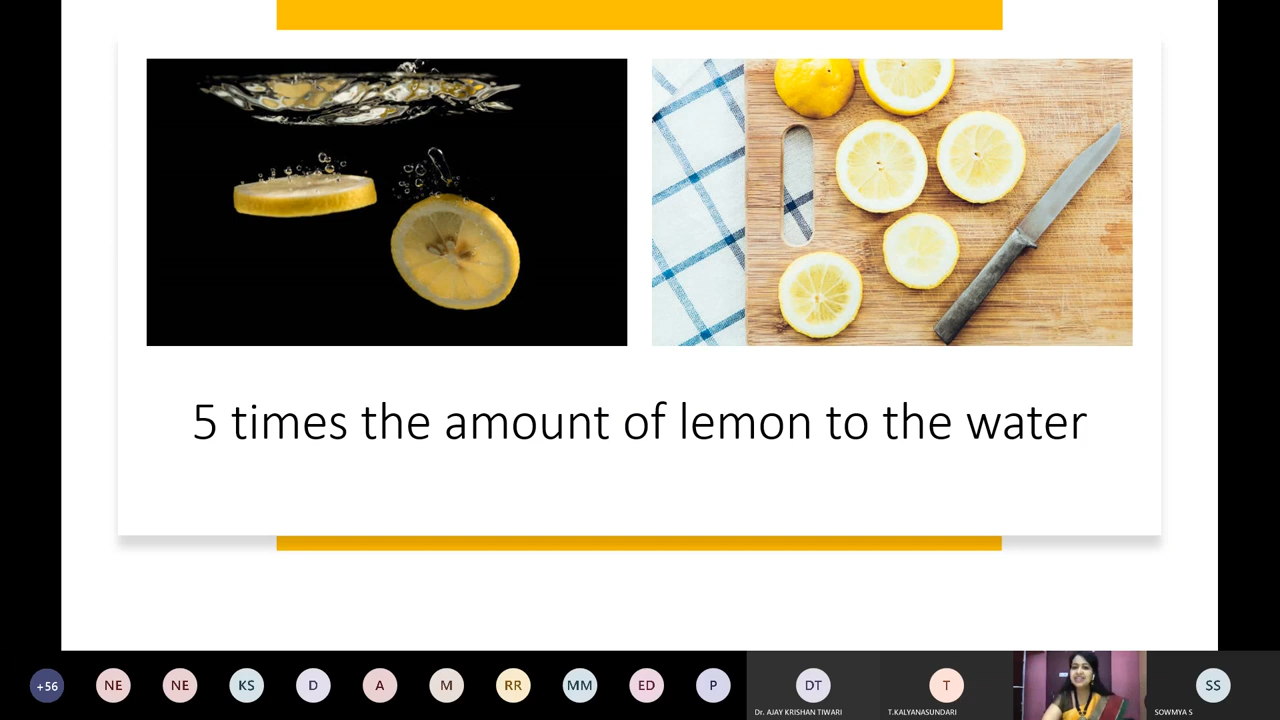 5 times the amount of lemon to the water
+56
NE
NE
KS
D
A
M
RR
MM
ED
P
DT
Dr. AJAY KRISHAN TIWARI
T
T.KALYANASUNDARI
SS
SOWMYA S